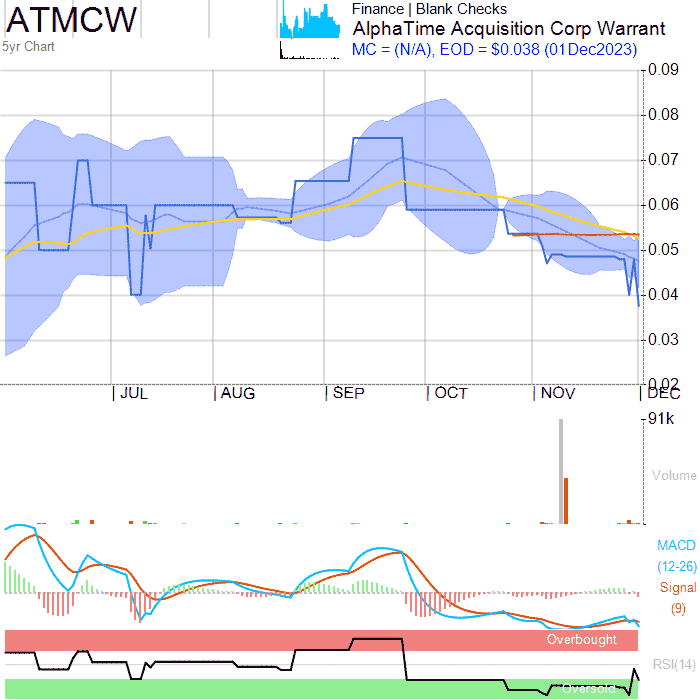 ATMCW
5yr Chart
Finance | Blank Checks
AlphaTime Acquisition Corp Warrant
MC = (N/A), EOD = $0.038 (01Dec2023)
0.09
0.08
0.07
0.06
0.05
0.04
0.03
0.02
JUL
AUG
SEP
OCT
NOV
DEC
91k
Volume
MACD
(12-26)
Signal
(9)
Overbought
RSI(14)
Oversold